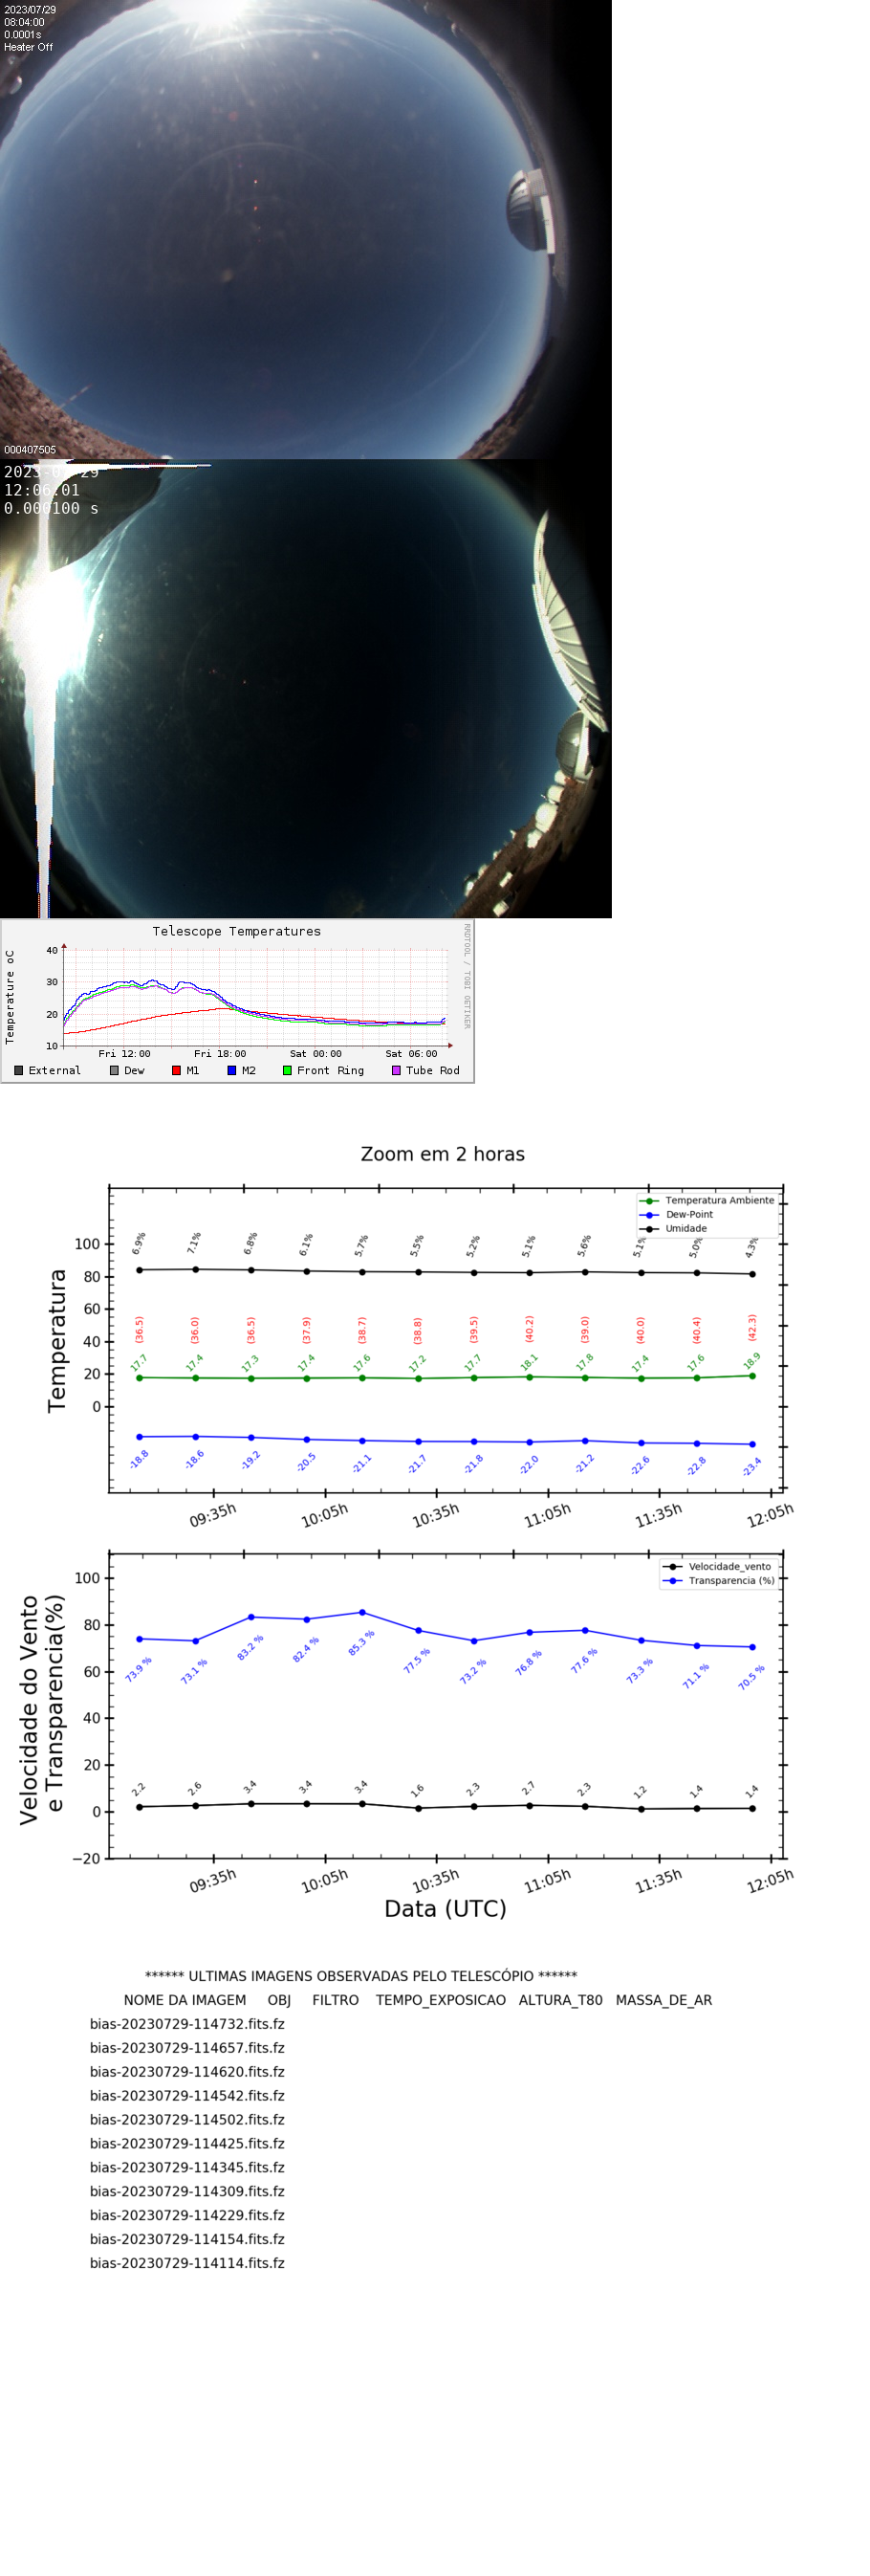 2023/07/29
08:04:00
0.0001s
Heater Off
000407505
12:06:01
0.000100 s
Telescope Temperatures
RRDTOOL / TOBI OETIKER
Temperature oC
40
30
20
10
Fri 12:00 Fri 18:00 Sat 00:00 Sat 06:00
External Dew M1 M2 Front Ring Tube Rod
Zoom em 2 horas
Temperatura Ambiente
Dew-Point
Umidade
Temperatura
100
80
60
40
20
0
6.9% 7.1% 6.8% 6.1% 5.7% 5.5% 5.2% 5.1% 5.6% 5.1% 5.0% 4.3%
(36.5) (36.0) (36.5) (37.9) (38.7) (38.8) (39.5) (40.2) (39.0) (40.0) (40.4) (42.3)
17.7 17.4 17.3 17.4 17.6 17.2 17.7 18.1 17.8 17.4 17.6 18.9
-18.8 -18.6 -19.2 -20.5 -21.1 -21.7 -21.8 -22.0 -21.2 -22.6 -22.8 -23.4
09:35h 10:05h 10:35h 11:05h 11:35h 12:05h
Velocidade_vento
Transparencia (%)
Velocidade do Vento
e Transparencia(%)
100
80
60
40
20
0
−20
73.9 % 73.1 % 83.2 % 82.4 % 85.3 % 77.5 % 73.2 % 76.8 % 77.6 % 73.3 % 71.1 % 70.5 %
2.2 2.6 3.4 3.4 3.4 1.6 2.3 2.7 2.3 1.2 1.4 1.4
09:35h 10:05h 10:35h 11:05h 11:35h 12:05h
Data (UTC)
****** ULTIMAS IMAGENS OBSERVADAS PELO TELESCÓPIO ******
NOME DA IMAGEM OBJ FILTRO TEMPO_EXPOSICAO ALTURA_T80 MASSA_DE_AR
bias-20230729-114732.fits.fz
bias-20230729-114657.fits.fz
bias-20230729-114620.fits.fz
bias-20230729-114542.fits.fz
bias-20230729-114502.fits.fz
bias-20230729-114425.fits.fz
bias-20230729-114345.fits.fz
bias-20230729-114309.fits.fz
bias-20230729-114229.fits.fz
bias-20230729-114154.fits.fz
bias-20230729-114114.fits.fz